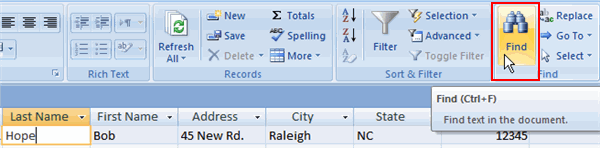 New
Totals
Selection
Replace
Refresh
All
Save
Spelling
Filter
Advanced
Find
Go To
Delete
More
Toggle Filter
Select
Rich Text
Records
Sort & Filter
Find
Find (Ctrl+F)
Find text in the document.
Last Name
First Name
Address
City
State
Hope
Bob
45 New Rd.
Raleigh
NC
12345